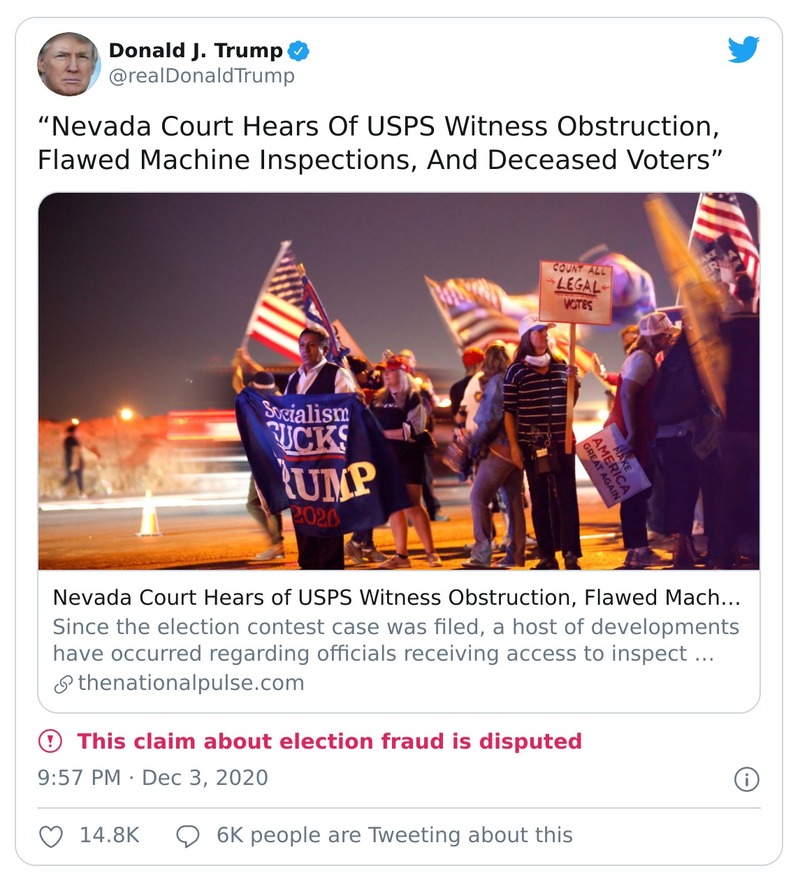 Donald J. Trump
@realDonaldTrump
“Nevada Court Hears Of USPS Witness Obstruction,
Flawed Machine Inspections, And Deceased Voters”
COUNT ALL
LEGAL
VOTES
Socialism
SUCKS
TRUMP
2020
MAKE
AMERICA
GREAT AGAIN
Nevada Court Hears of USPS Witness Obstruction, Flawed Mach...
Since the election contest case was filed, a host of developments
have occurred regarding officials receiving access to inspect ...
thenationalpulse.com
This claim about election fraud is disputed
9:57 PM · Dec 3, 2020
14.8K
6K people are Tweeting about this